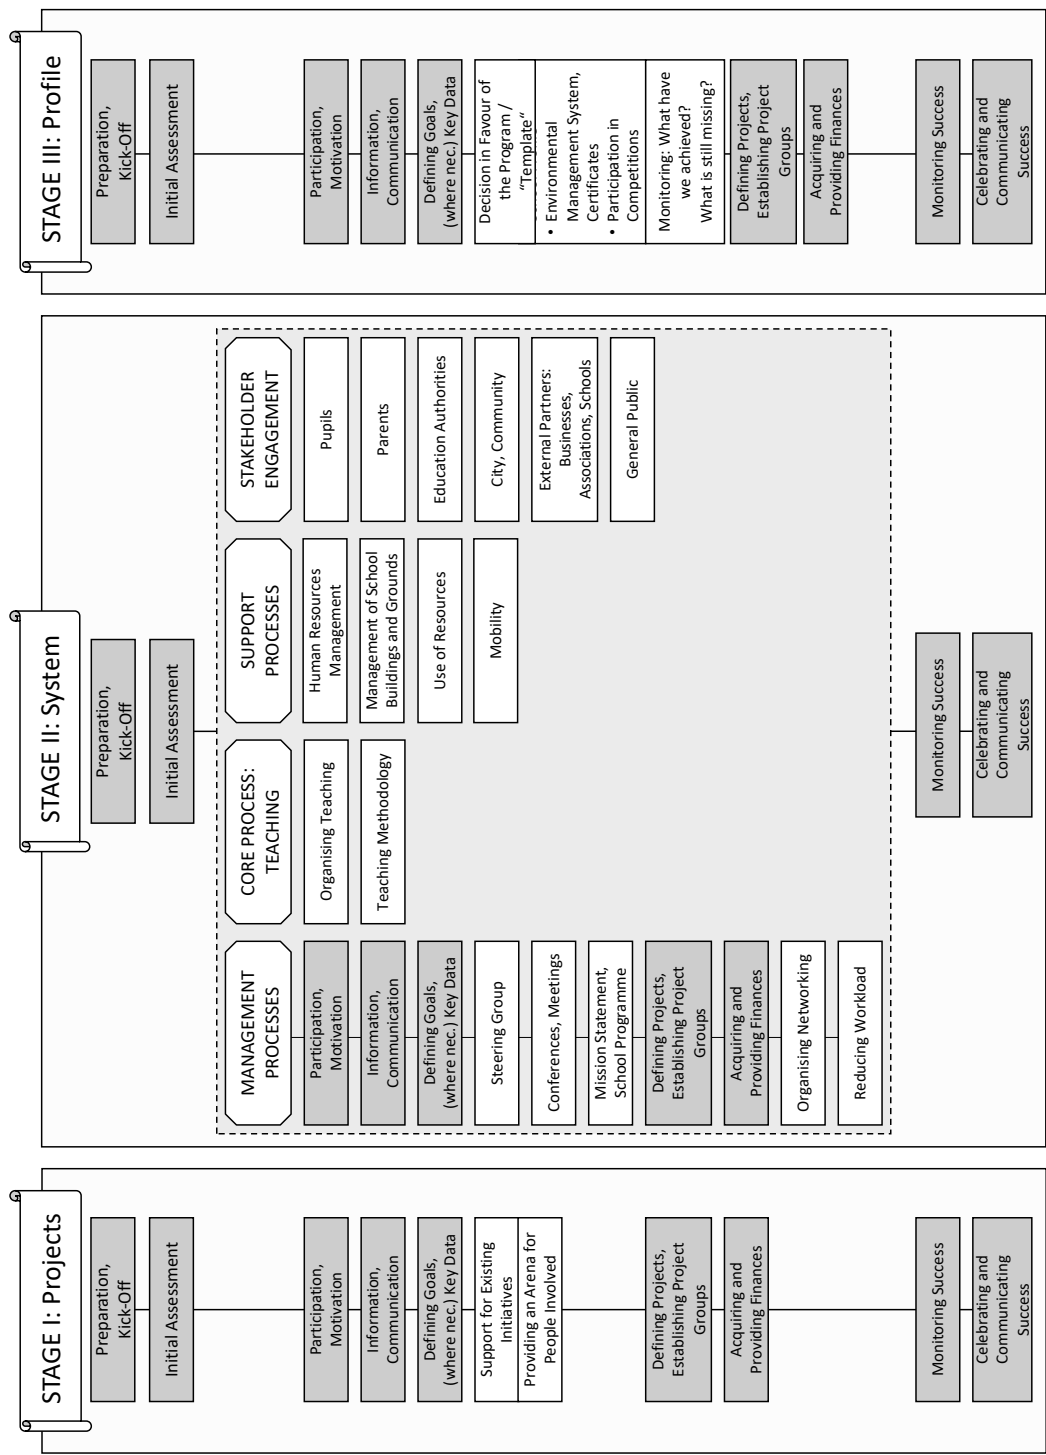 STAGE I: Projects
Preparation,
Kick-Off
Initial Assessment
Participation,
Motivation
Information,
Communication
Defining Goals,
(where nec.) Key Data
Support for Existing
Initiatives
Providing an Arena for
People Involved
Defining Projects,
Establishing Project
Groups
Acquiring and
Providing Finances
Monitoring Success
Celebrating and
Communicating
Success
STAGE II: System
Preparation,
Kick-Off
Initial Assessment
MANAGEMENT
PROCESSES
Participation,
Motivation
Information,
Communication
Defining Goals,
(where nec.) Key Data
Steering Group
Conferences, Meetings
Mission Statement,
School Programme
Defining Projects,
Establishing Project
Groups
Acquiring and
Providing Finances
Organising Networking
Reducing Workload
CORE PROCESS:
TEACHING
Organising Teaching
Teaching Methodology
SUPPORT
PROCESSES
Human Resources
Management
Management of School
Buildings and Grounds
Use of Resources
Mobility
STAKEHOLDER
ENGAGEMENT
Pupils
Parents
Education Authorities
City, Community
External Partners:
Businesses,
Associations, Schools
General Public
Monitoring Success
Celebrating and
Communicating
Success
STAGE III: Profile
Preparation,
Kick-Off
Initial Assessment
Participation,
Motivation
Information,
Communication
Defining Goals,
(where nec.) Key Data
Decision in Favour of
the Program /
“Template“
• Environmental
Management System,
Certificates
• Participation in
Competitions
Monitoring: What have
we achieved?
What is still missing?
Defining Projects,
Establishing Project
Groups
Acquiring and
Providing Finances
Monitoring Success
Celebrating and
Communicating
Success